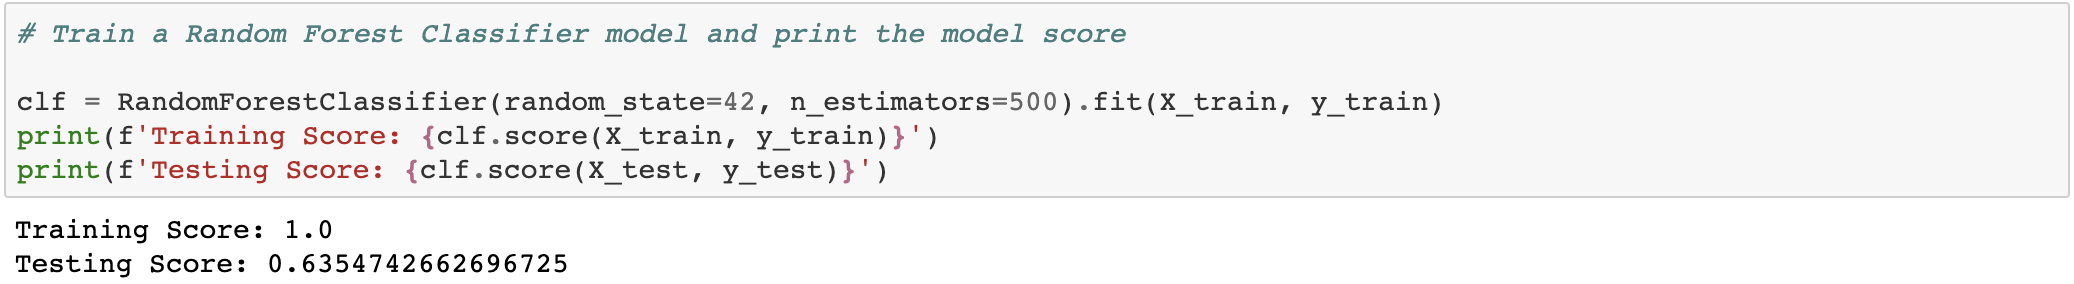 # Train a Random Forest Classifier model and print the model score
clf = RandomForestClassifier(random_state=42, n_estimators=500).fit(X_train, y_train)
print(f'Training Score: {clf.score(X_train, y_train)}')
print(f'Testing Score: {clf.score(X_test, y_test)}')
Training Score: 1.0
Testing Score: 0.6354742662696725